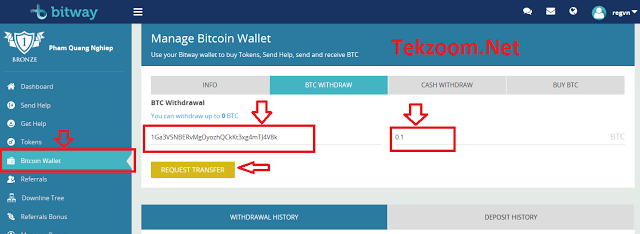 bitway
regvn
1
BRONZE
Pham Quang Nghiep
Manage Bitcoin Wallet
Use your Bitway wallet to buy Tokens, Send Help, send and receive BTC
Tekzoom.Net
Dashboard
Send Help
Get Help
Tokens
Bitcoin Wallet
Referrals
Downline Tree
Referrals Bonus
INFO
BTC WITHDRAW
CASH WITHDRAW
BUY BTC
BTC Withdrawal
You can withdraw up to 0 BTC
0.1
BTC
REQUEST TRANSFER
WITHDRAWAL HISTORY
DEPOSIT HISTORY